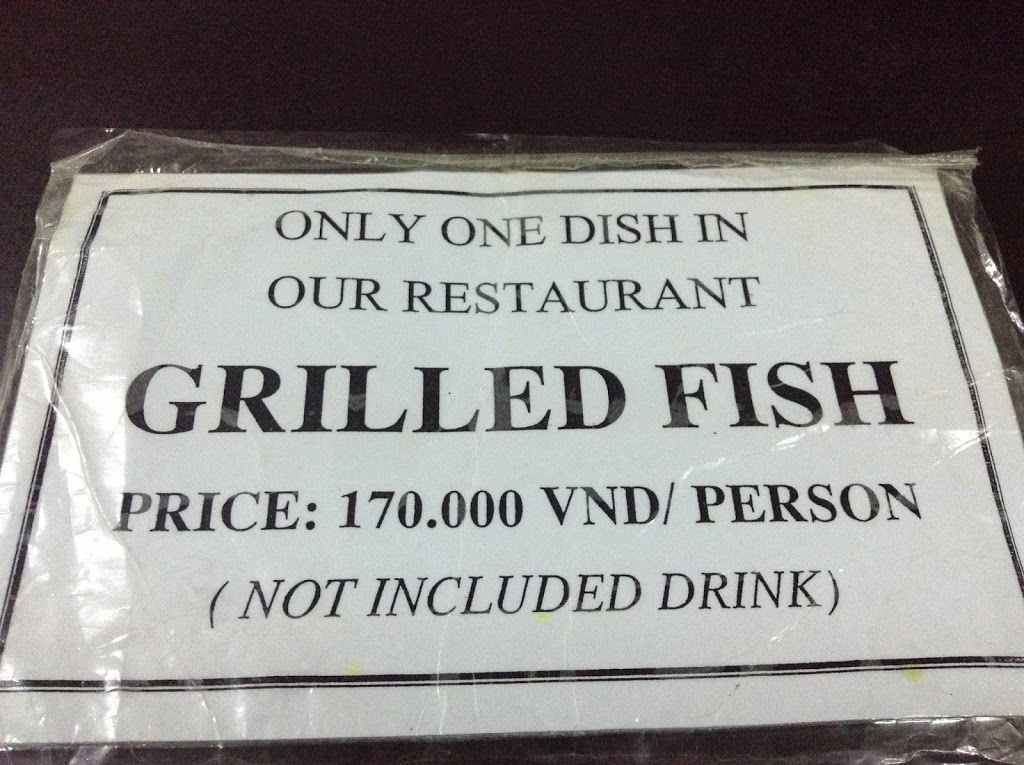 ONLY ONE DISH IN
OUR RESTAURANT
GRILLED FISH
PRICE: 170.000 VND/ PERSON
( NOT INCLUDED DRINK)